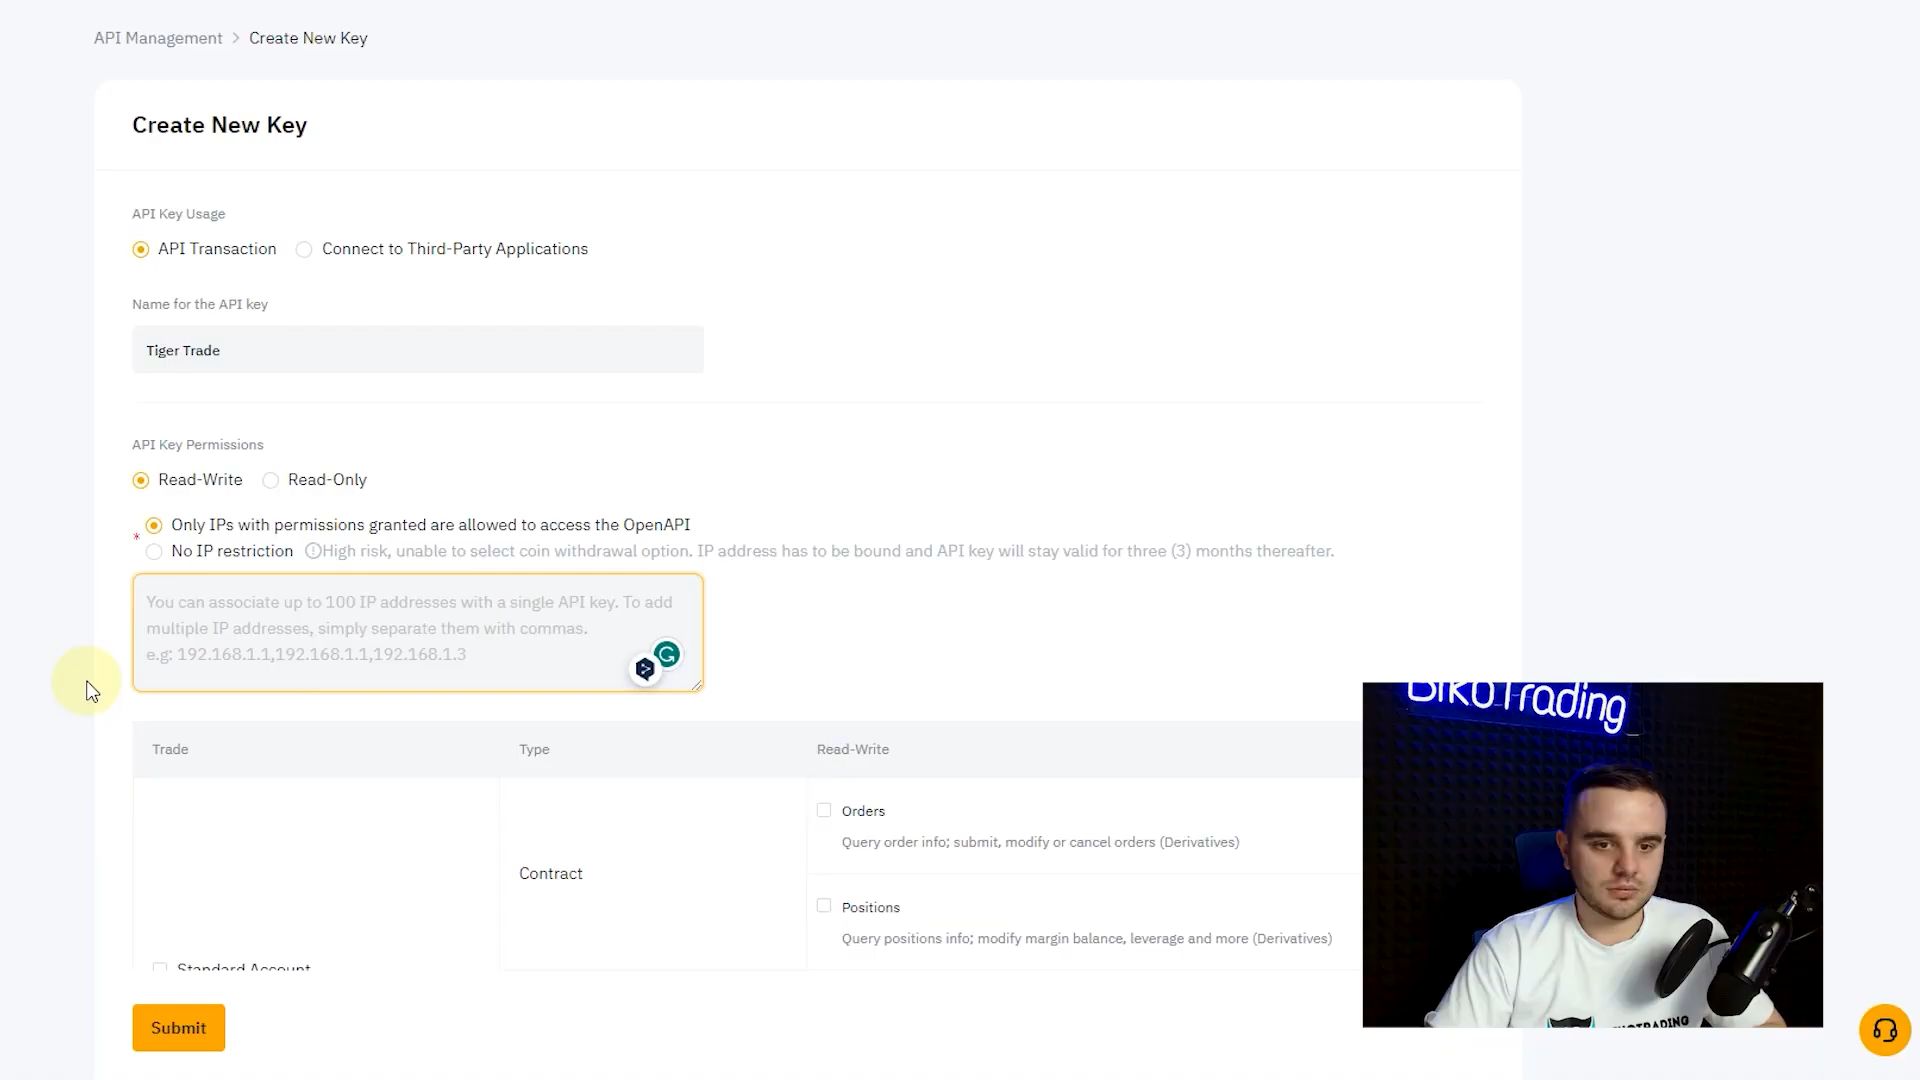 API Management > Create New Key
Create New Key
API Key Usage
API Transaction Connect to Third-Party Applications
Name for the API key
Tiger Trade
API Key Permissions
Read-Write Read-Only
* Only IPs with permissions granted are allowed to access the OpenAPI
No IP restriction High risk, unable to select coin withdrawal option. IP address has to be bound and API key will stay valid for three (3) months thereafter.
You can associate up to 100 IP addresses with a single API key. To add
multiple IP addresses, simply separate them with commas.
e.g: 192.168.1.1,192.168.1.1,192.168.1.3
Trade Type Read-Write
Orders
Query order info; submit, modify or cancel orders (Derivatives)
Contract
Positions
Query positions info; modify margin balance, leverage and more (Derivatives)
Standard Account
Submit
BikoTrading